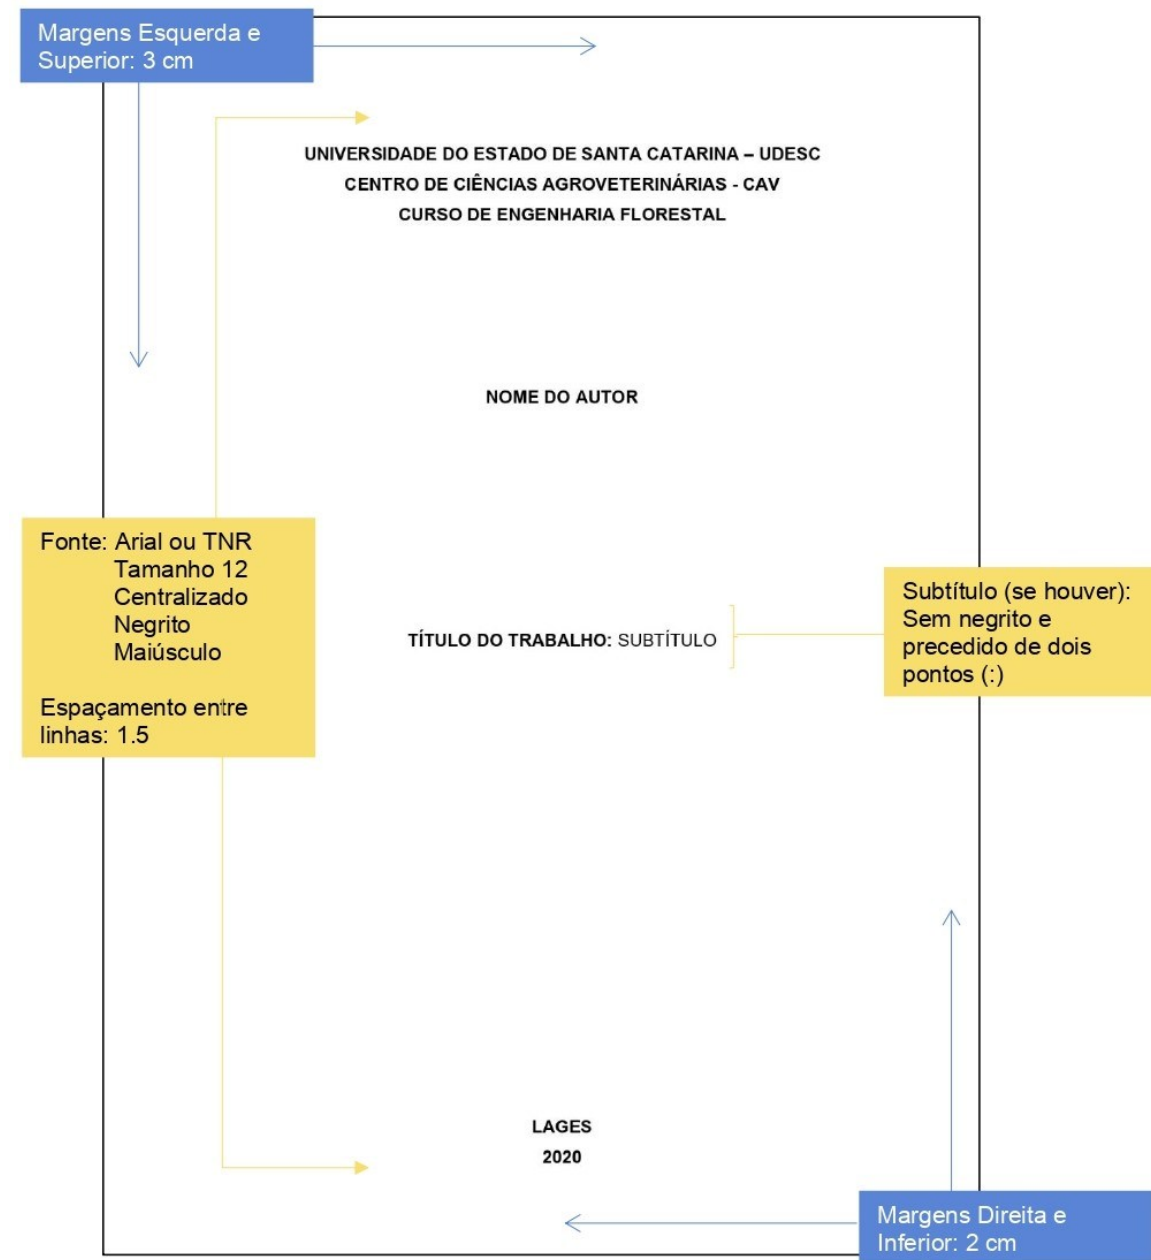 Margens Esquerda e
Superior: 3 cm
UNIVERSIDADE DO ESTADO DE SANTA CATARINA – UDESC
CENTRO DE CIÊNCIAS AGROVETERINÁRIAS - CAV
CURSO DE ENGENHARIA FLORESTAL
NOME DO AUTOR
Fonte: Arial ou TNR
Tamanho 12
Centralizado
Negrito
Maiúsculo
Espaçamento entre
linhas: 1.5
TÍTULO DO TRABALHO: SUBTÍTULO
Subtítulo (se houver):
Sem negrito e
precedido de dois
pontos (:)
LAGES
2020
Margens Direita e
Inferior: 2 cm